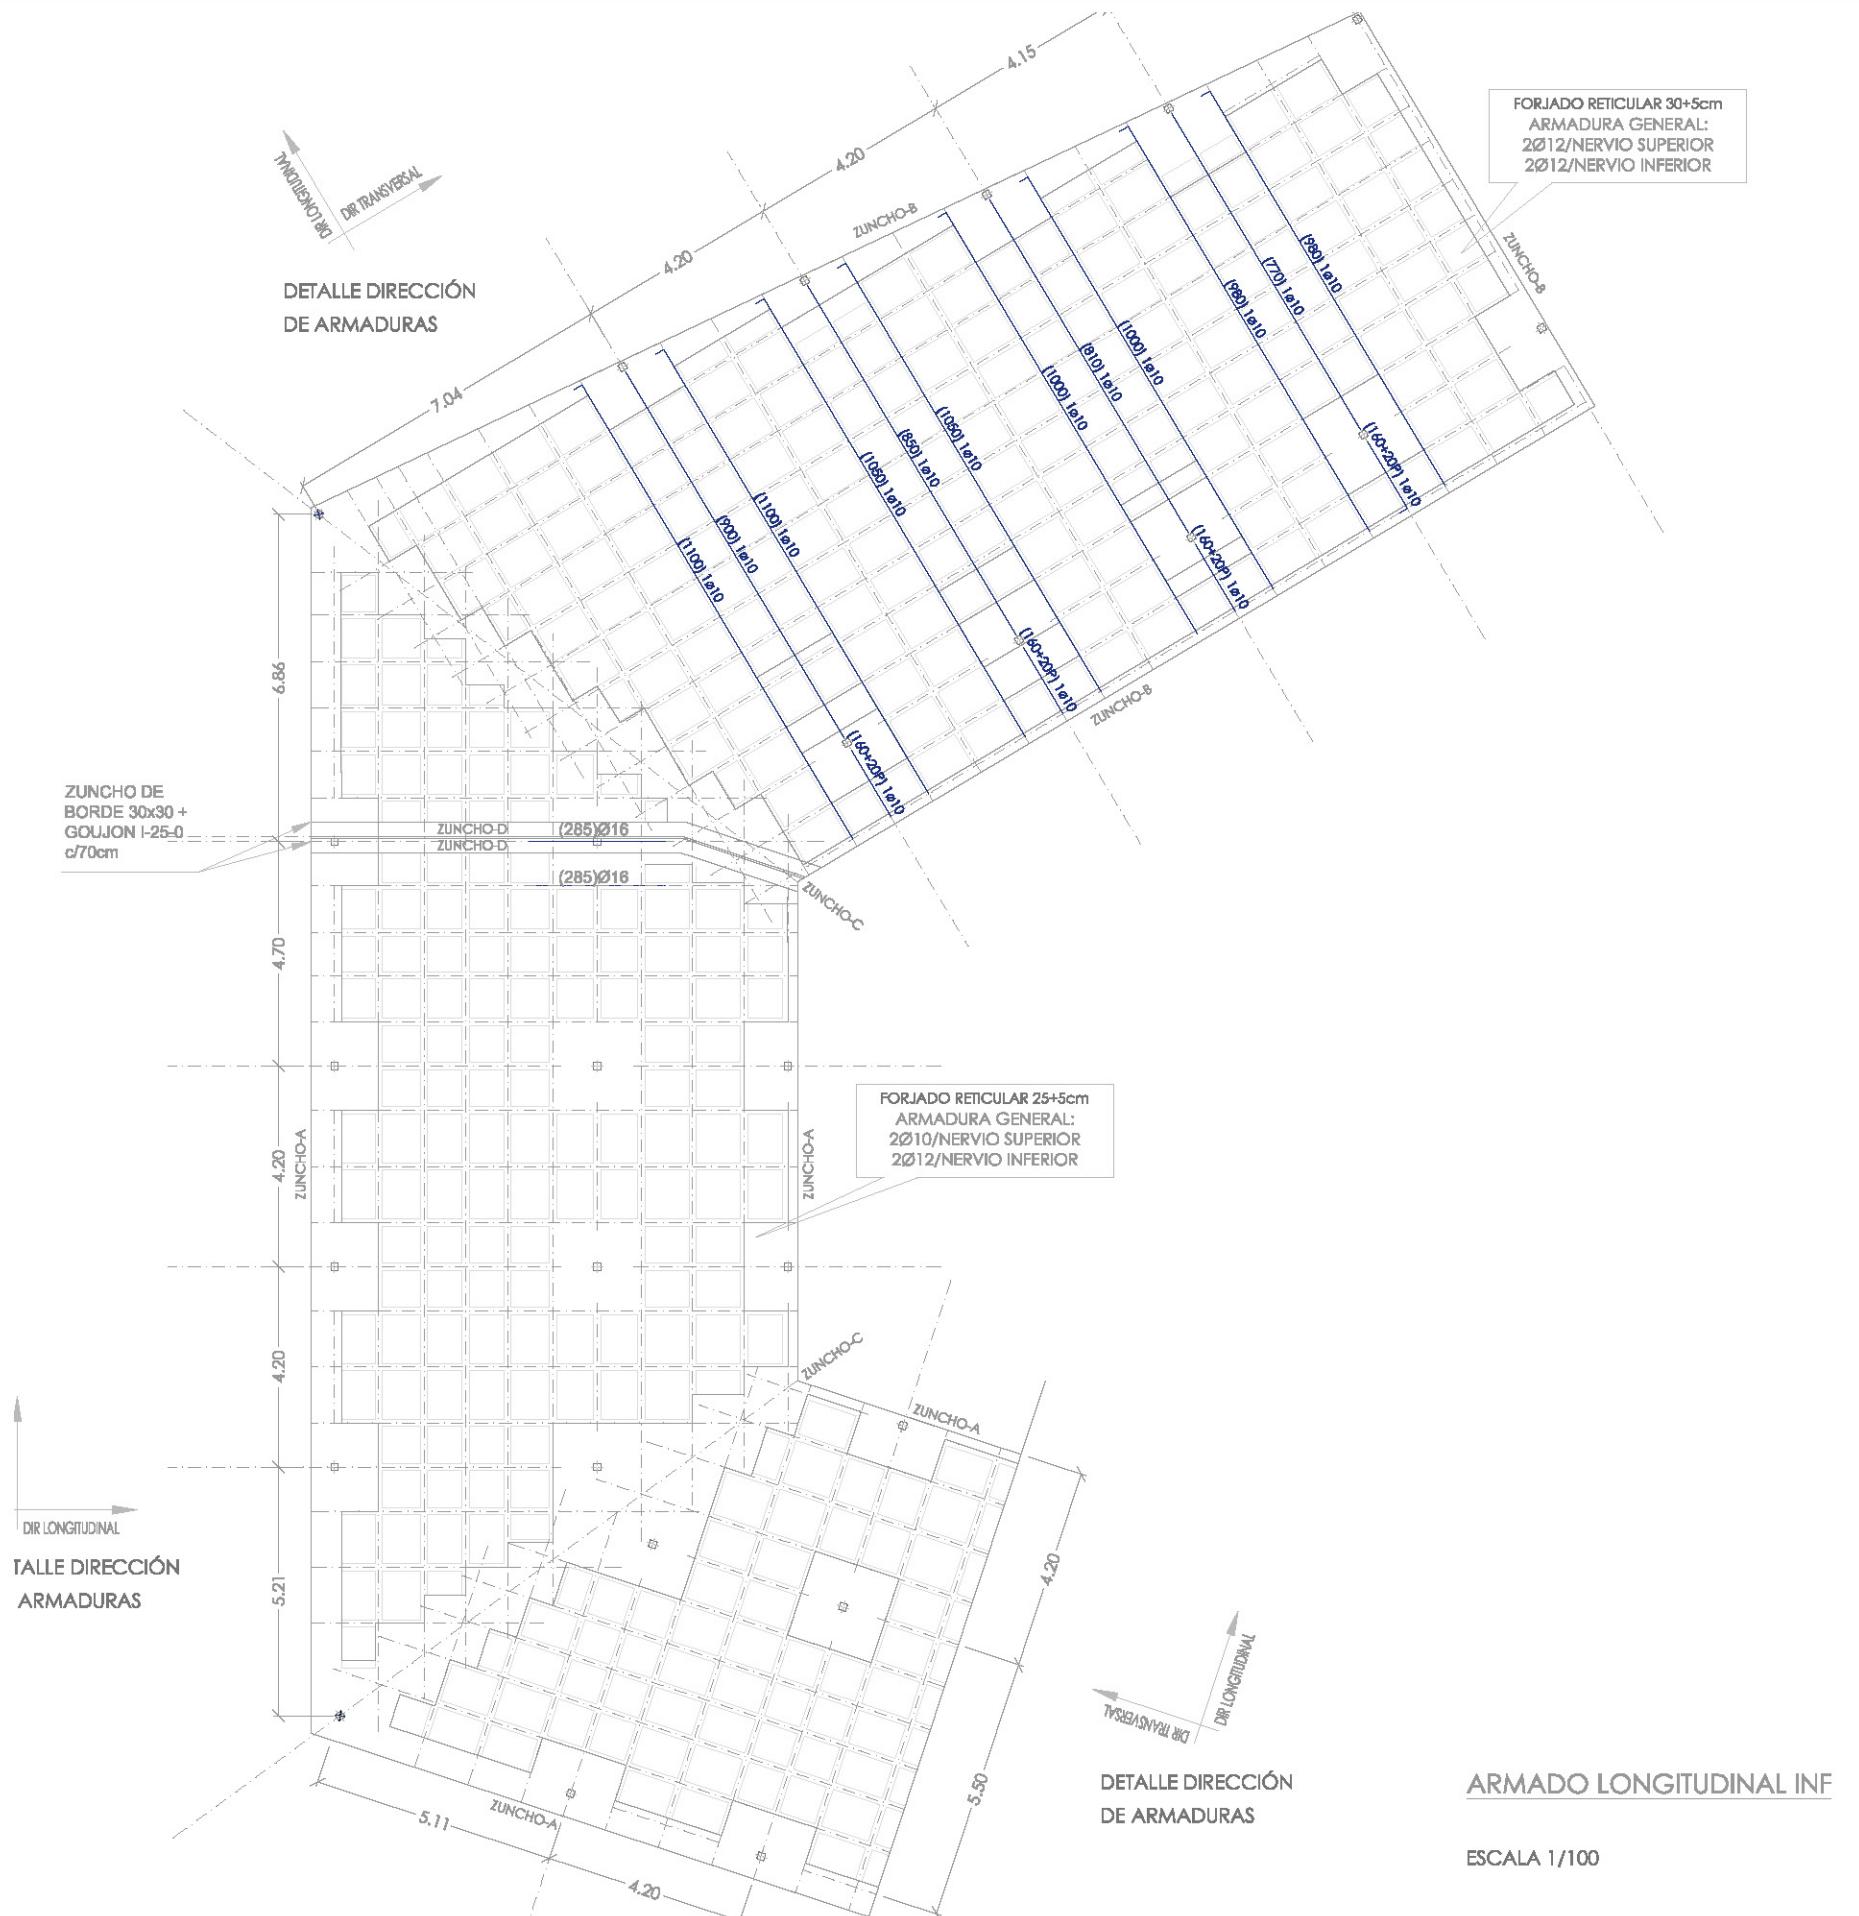 4.15
4.20
4.20
7.04
FORJADO RETICULAR 30+5cm
ARMADURA GENERAL:
2Ø12/NERVIO SUPERIOR
2Ø12/NERVIO INFERIOR
DIR LONGITUDINAL
DIR TRANSVERSAL
DETALLE DIRECCIÓN
DE ARMADURAS
ZUNCHO-B
ZUNCHO-B
ZUNCHO-B
(980) 1ø10
(770) 1ø10
(980) 1ø10
(160+20P) 1ø10
(1000) 1ø10
(810) 1ø10
(1000) 1ø10
(160+20P) 1ø10
(1050) 1ø10
(850) 1ø10
(1050) 1ø10
(160+20P) 1ø10
(1100) 1ø10
(900) 1ø10
(1100) 1ø10
(160+20P) 1ø10
6.86
ZUNCHO DE
BORDE 30x30 +
GOUJON I-25-0
c/70cm
ZUNCHO-D
(285)Ø16
ZUNCHO-D
(285)Ø16
ZUNCHO-C
4.70
FORJADO RETICULAR 25+5cm
ARMADURA GENERAL:
2Ø10/NERVIO SUPERIOR
2Ø12/NERVIO INFERIOR
ZUNCHO-A
ZUNCHO-A
4.20
4.20
ZUNCHO-C
ZUNCHO-A
DIR LONGITUDINAL
TALLE DIRECCIÓN
ARMADURAS
5.21
4.20
5.50
DIR LONGITUDINAL
DIR TRANSVERSAL
DETALLE DIRECCIÓN
DE ARMADURAS
ZUNCHO-A
5.11
4.20
ARMADO LONGITUDINAL INF
ESCALA 1/100